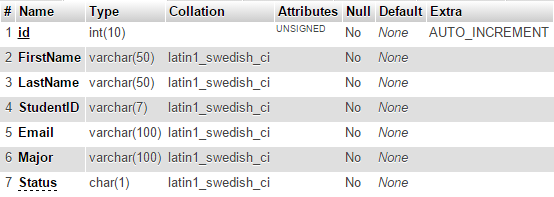 # Name Type Collation Attributes Null Default Extra
1 id int(10) UNSIGNED No None AUTO_INCREMENT
2 FirstName varchar(50) latin1_swedish_ci No None
3 LastName varchar(50) latin1_swedish_ci No None
4 StudentID varchar(7) latin1_swedish_ci No None
5 Email varchar(100) latin1_swedish_ci No None
6 Major varchar(100) latin1_swedish_ci No None
7 Status char(1) latin1_swedish_ci No None